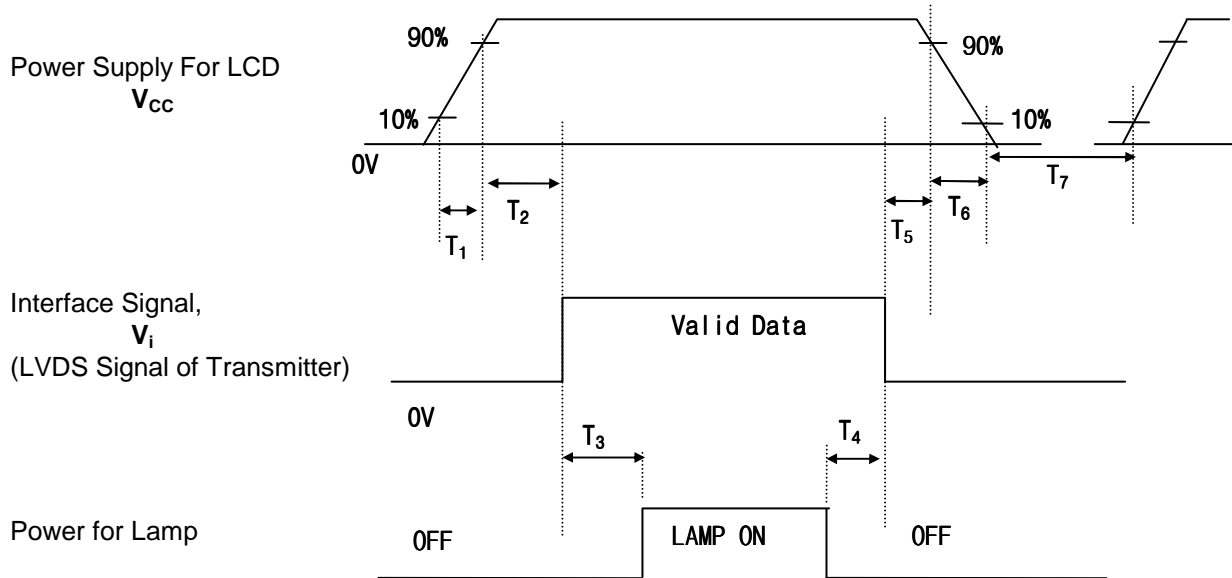 Power Supply For LCD
VCC
90%
10%
0V
90%
10%
T1
T2
T5
T6
T7
Interface Signal,
Vi
(LVDS Signal of Transmitter)
Valid Data
0V
T3
T4
Power for Lamp
OFF
LAMP ON
OFF